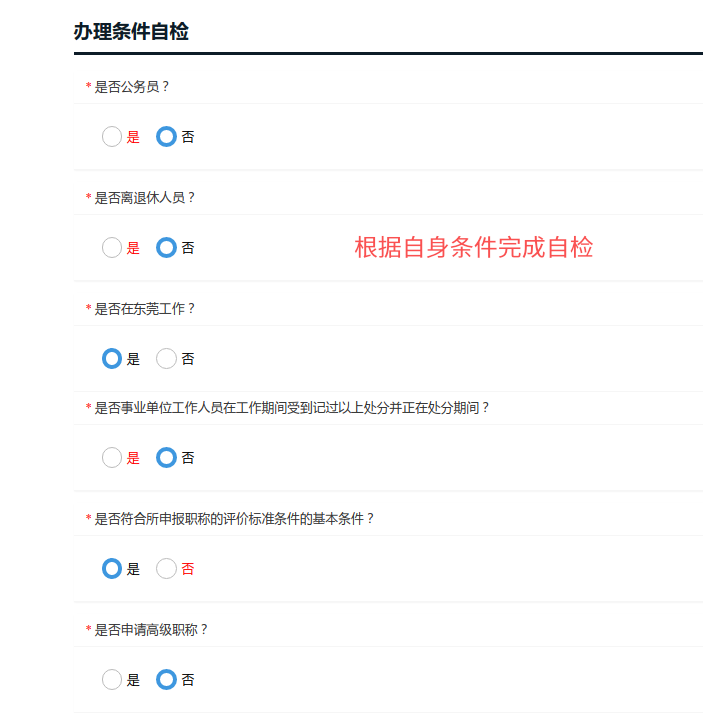 办理条件自检
* 是否公务员？
是 否
* 是否离退休人员？
是 否
根据自身条件完成自检
* 是否在东莞工作？
是 否
* 是否事业单位工作人员在工作期间受到记过以上处分并正在处分期间？
是 否
* 是否符合所申报职称的评价标准条件的基本条件？
是 否
* 是否申请高级职称？
是 否